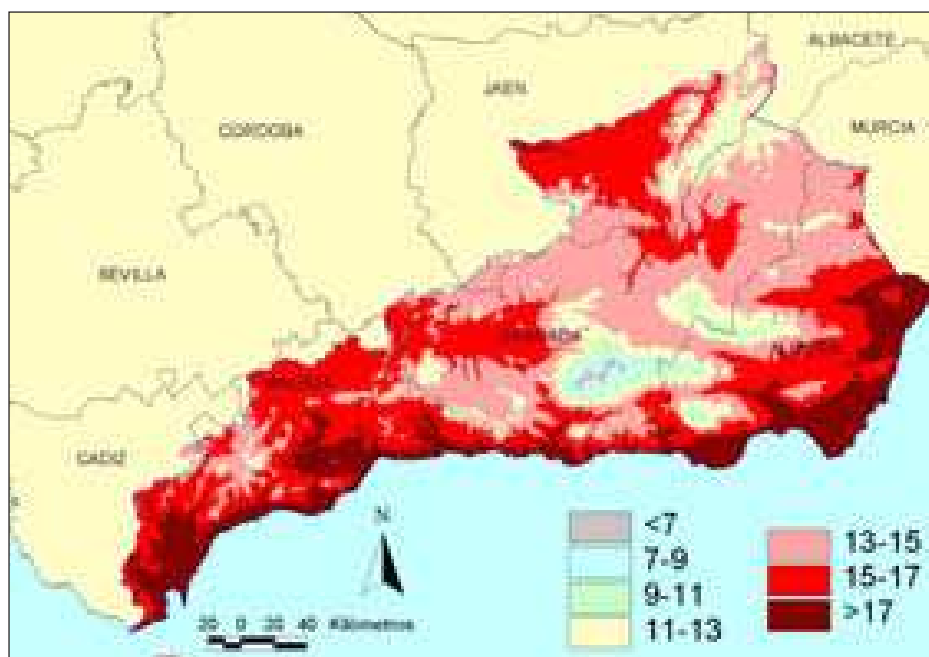 ALBACETE
JAEN
CORDOBA
MURCIA
SEVILLA
CADIZ
N
20 0 20 40 Kilometros
<7
7-9
9-11
11-13
13-15
15-17
>17